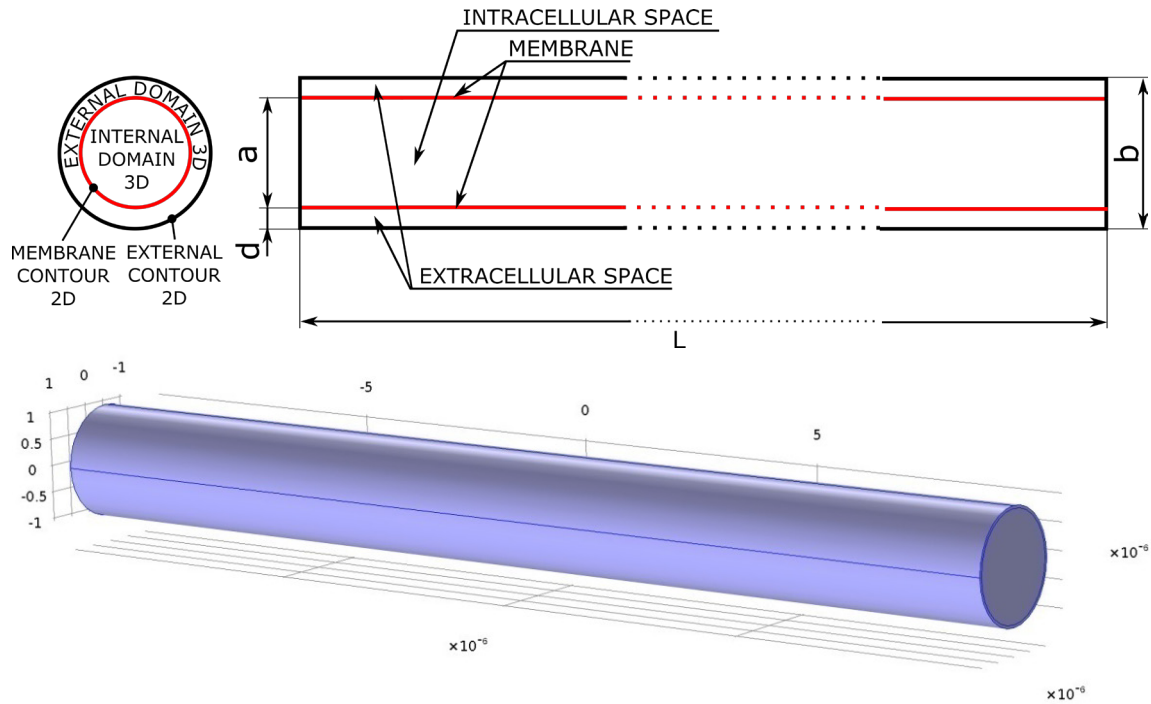 INTRACELLULAR SPACE
MEMBRANE
EXTERNAL DOMAIN 3D
INTERNAL
DOMAIN
3D
a
b
d
MEMBRANE
CONTOUR
2D
EXTERNAL
CONTOUR
2D
EXTRACELLULAR SPACE
L
1 0 -1
-5
0
5
1
0.5
0
-0.5
-1
×10⁻⁶
×10⁻⁶
×10⁻⁶